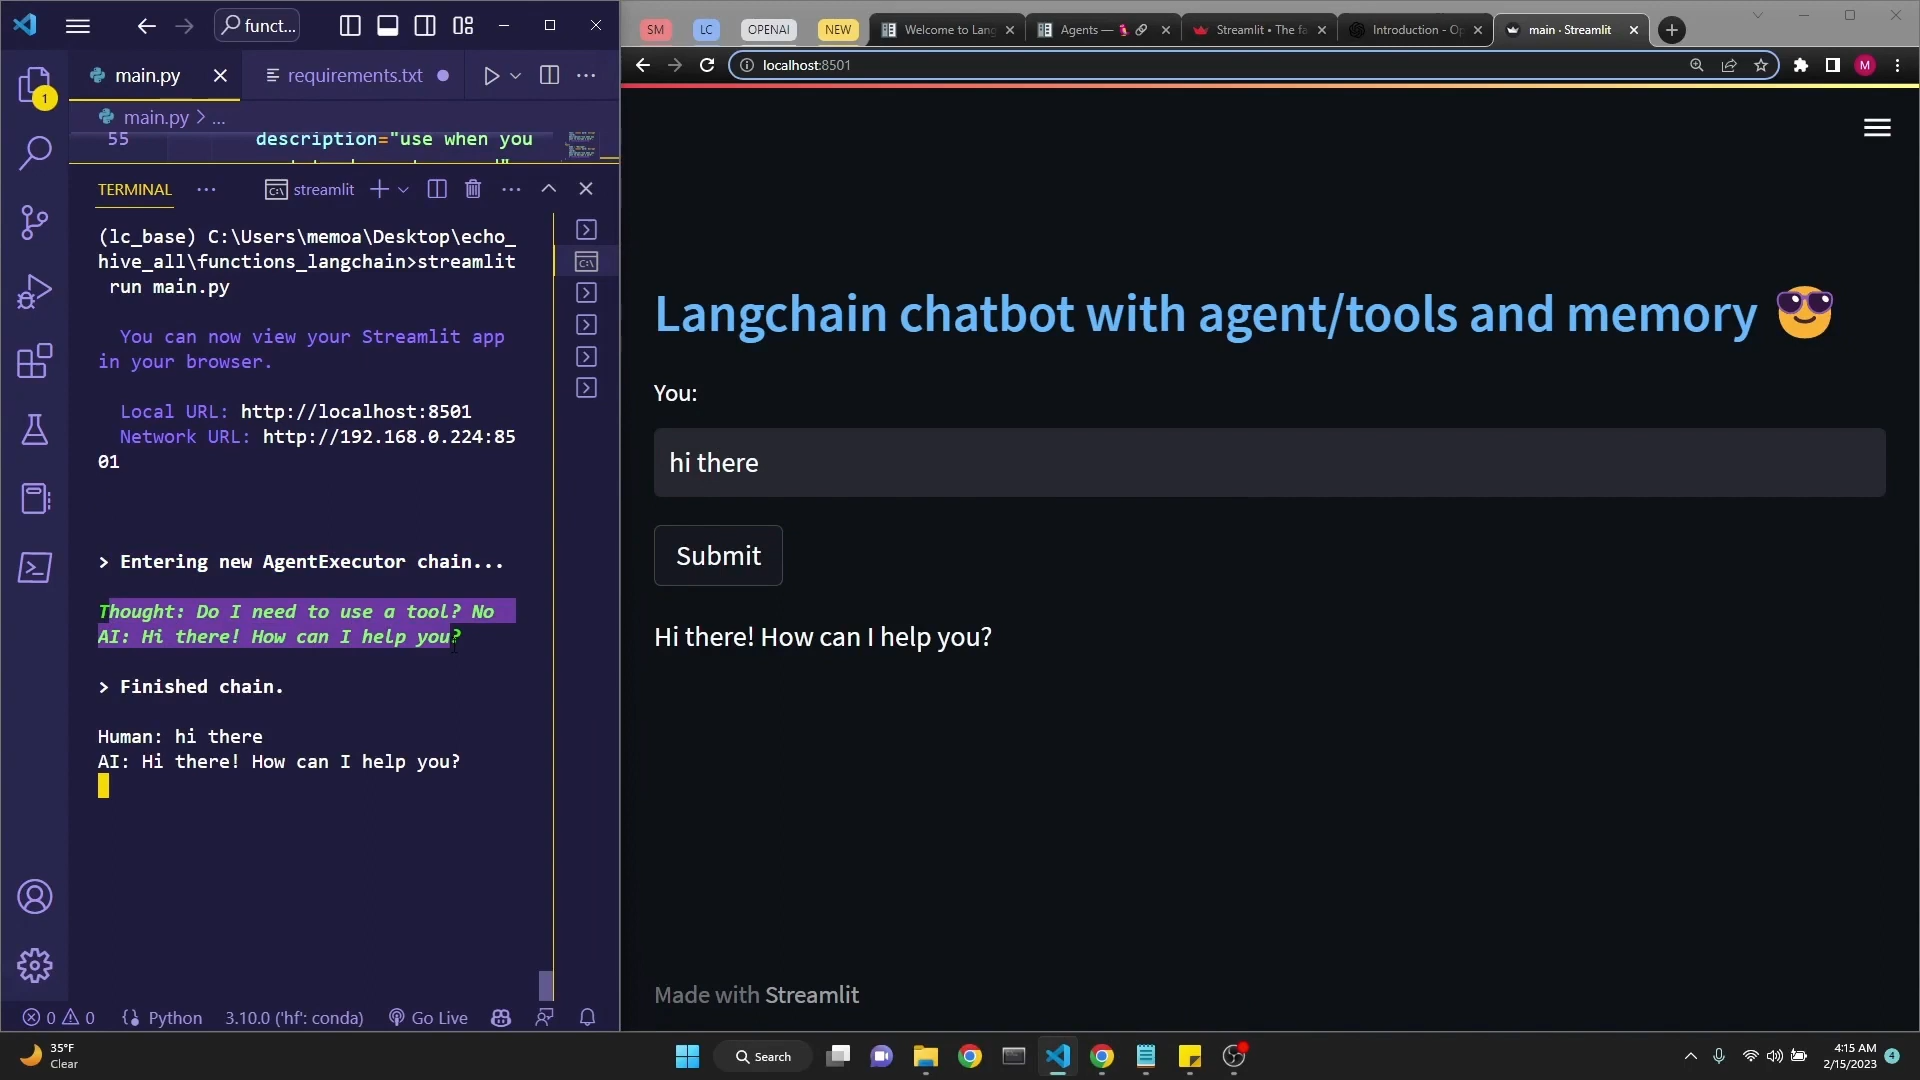 funct...
main.py
requirements.txt
1
main.py > ...
55
description="use when you
TERMINAL
streamlit
(lc_base) C:\Users\memoa\Desktop\echo_
hive_all\functions_langchain>streamlit
run main.py
You can now view your Streamlit app
in your browser.
Local URL: http://localhost:8501
Network URL: http://192.168.0.224:85
01
> Entering new AgentExecutor chain...
Thought: Do I need to use a tool? No
AI: Hi there! How can I help you?
> Finished chain.
Human: hi there
AI: Hi there! How can I help you?
0 0 Python 3.10.0 ('hf': conda) Go Live
SM LC OPENAI NEW Welcome to Lang Agents — Streamlit • The fa Introduction - Op main · Streamlit
localhost:8501
M
Langchain chatbot with agent/tools and memory
You:
hi there
Submit
Hi there! How can I help you?
Made with Streamlit
35°F
Clear
Search
4:15 AM
2/15/2023
4